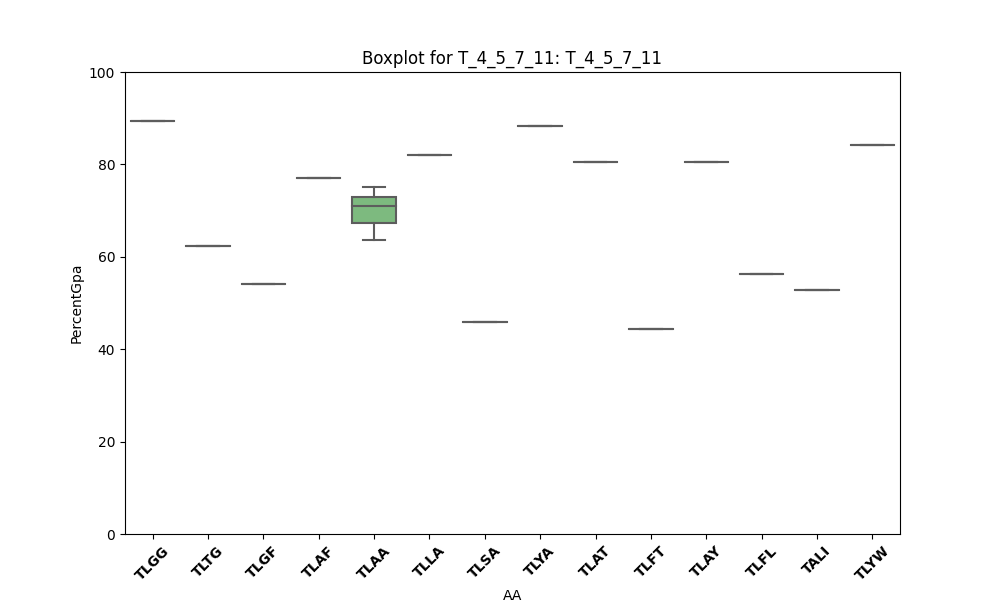 Boxplot for T_4_5_7_11: T_4_5_7_11
100
80
60
40
20
0
PercentGpa
TLGG
TLTG
TLGF
TLAF
TLAA
TLLA
TLSA
TLYA
TLAT
TLFT
TLAY
TLFL
TALI
TLYW
AA